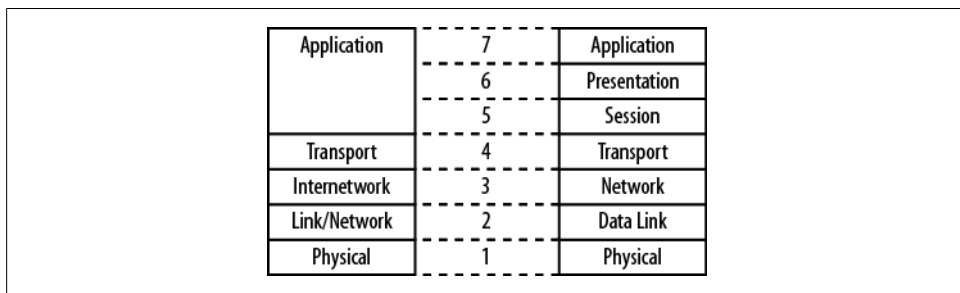 Application 7 Application
6 Presentation
5 Session
Transport 4 Transport
Internetwork 3 Network
Link/Network 2 Data Link
Physical 1 Physical